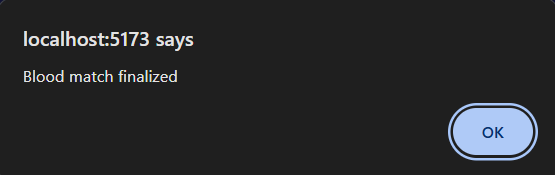 localhost:5173 says
Blood match finalized
OK